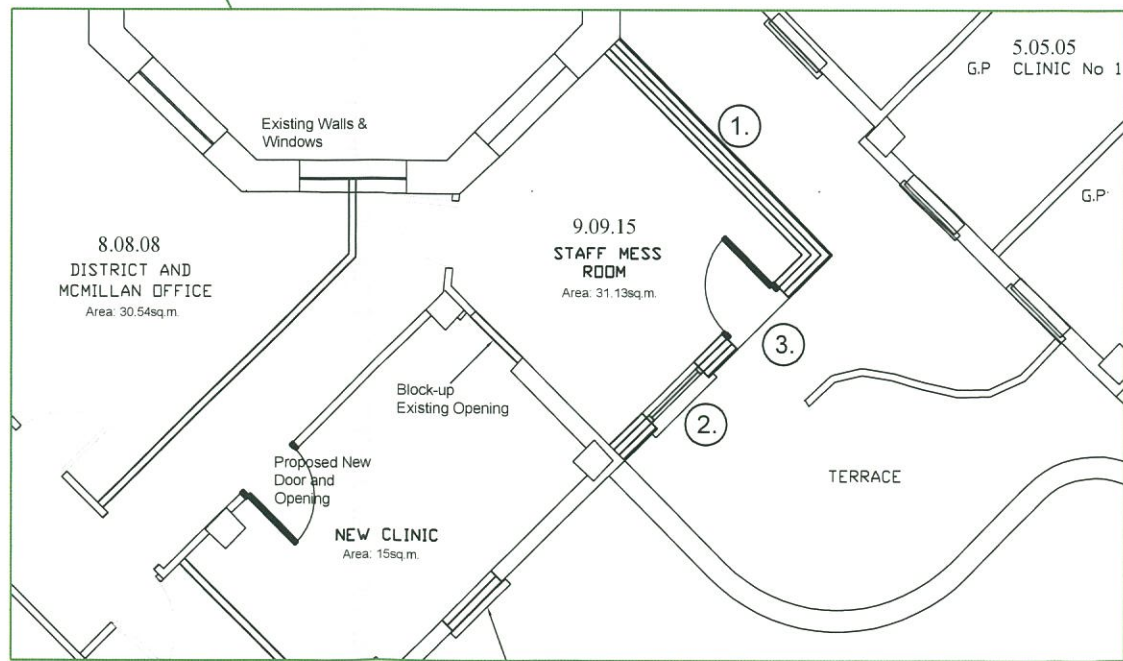 5.05.05
G.P CLINIC No 1
1.
Existing Walls &
Windows
G.P
8.08.08
DISTRICT AND
MCMILLAN OFFICE
Area: 30.54sq.m.
9.09.15
STAFF MESS
ROOM
Area: 31.13sq.m.
3.
Block-up
Existing Opening
2.
Proposed New
Door and
Opening
TERRACE
NEW CLINIC
Area: 15sq.m.